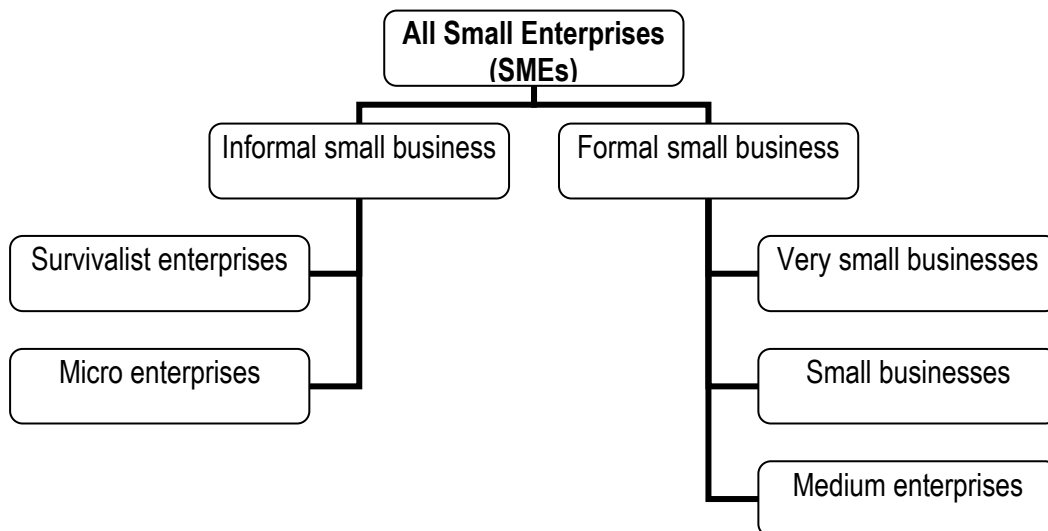 All Small Enterprises
(SMEs)
Informal small business
Formal small business
Survivalist enterprises
Very small businesses
Micro enterprises
Small businesses
Medium enterprises